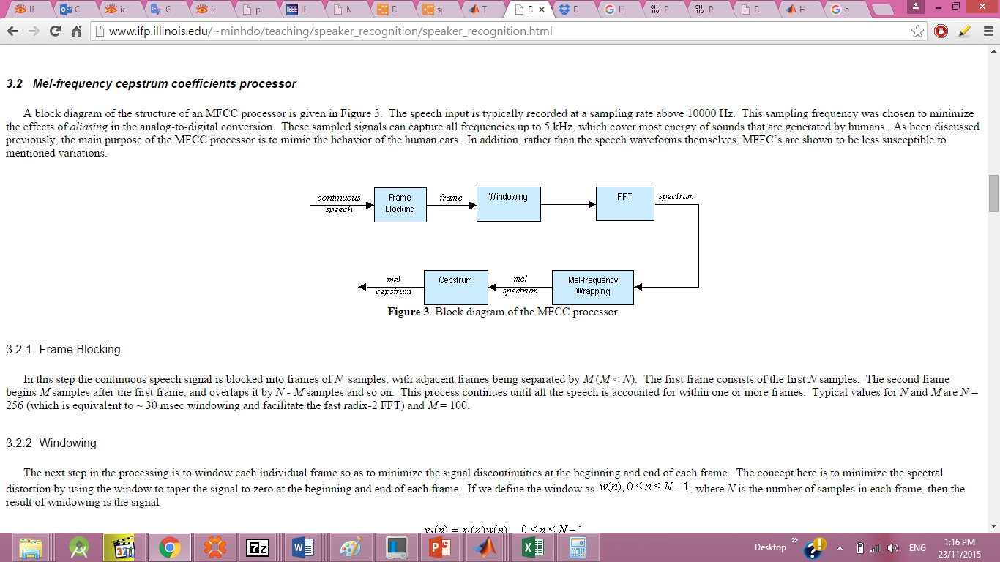 IE
C
ie
G
ie
p
IEEE IE
N
D
s
T
D
D
li
P
P
D
H
a
www.ifp.illinois.edu/~minhdo/teaching/speaker_recognition/speaker_recognition.html
3.2 Mel-frequency cepstrum coefficients processor
A block diagram of the structure of an MFCC processor is given in Figure 3. The speech input is typically recorded at a sampling rate above 10000 Hz. This sampling frequency was chosen to minimize
the effects of aliasing in the analog-to-digital conversion. These sampled signals can capture all frequencies up to 5 kHz, which cover most energy of sounds that are generated by humans. As been discussed
previously, the main purpose of the MFCC processor is to mimic the behavior of the human ears. In addition, rather than the speech waveforms themselves, MFFC`s are shown to be less susceptible to
mentioned variations.
continuous
speech
Frame
Blocking
frame
Windowing
FFT
spectrum
mel
cepstrum
Cepstrum
mel
spectrum
Mel-frequency
Wrapping
Figure 3. Block diagram of the MFCC processor
3.2.1 Frame Blocking
In this step the continuous speech signal is blocked into frames of N samples, with adjacent frames being separated by M (M < N). The first frame consists of the first N samples. The second frame
begins M samples after the first frame, and overlaps it by N - M samples and so on. This process continues until all the speech is accounted for within one or more frames. Typical values for N and M are N =
256 (which is equivalent to ~ 30 msec windowing and facilitate the fast radix-2 FFT) and M = 100.
3.2.2 Windowing
The next step in the processing is to window each individual frame so as to minimize the signal discontinuities at the beginning and end of each frame. The concept here is to minimize the spectral
distortion by using the window to taper the signal to zero at the beginning and end of each frame. If we define the window as w(n), 0 ≤ n ≤ N − 1, where N is the number of samples in each frame, then the
result of windowing is the signal
Desktop
ENG
1:16 PM
23/11/2015